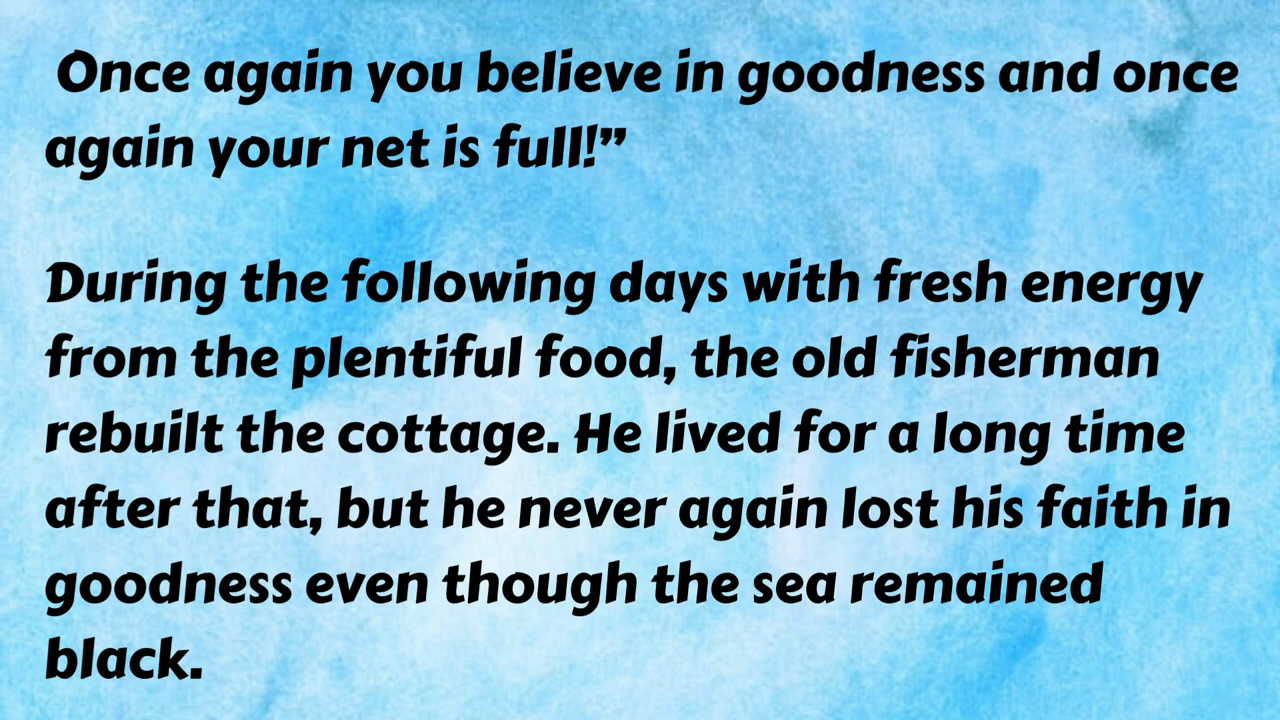 Once again you believe in goodness and once
again your net is full!”
During the following days with fresh energy
from the plentiful food, the old fisherman
rebuilt the cottage. He lived for a long time
after that, but he never again lost his faith in
goodness even though the sea remained
black.